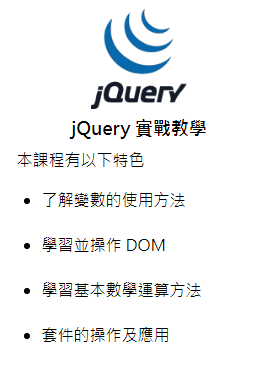 jQuery
jQuery 實戰教學
本課程有以下特色
• 了解變數的使用方法
• 學習並操作 DOM
• 學習基本數學運算方法
• 套件的操作及應用